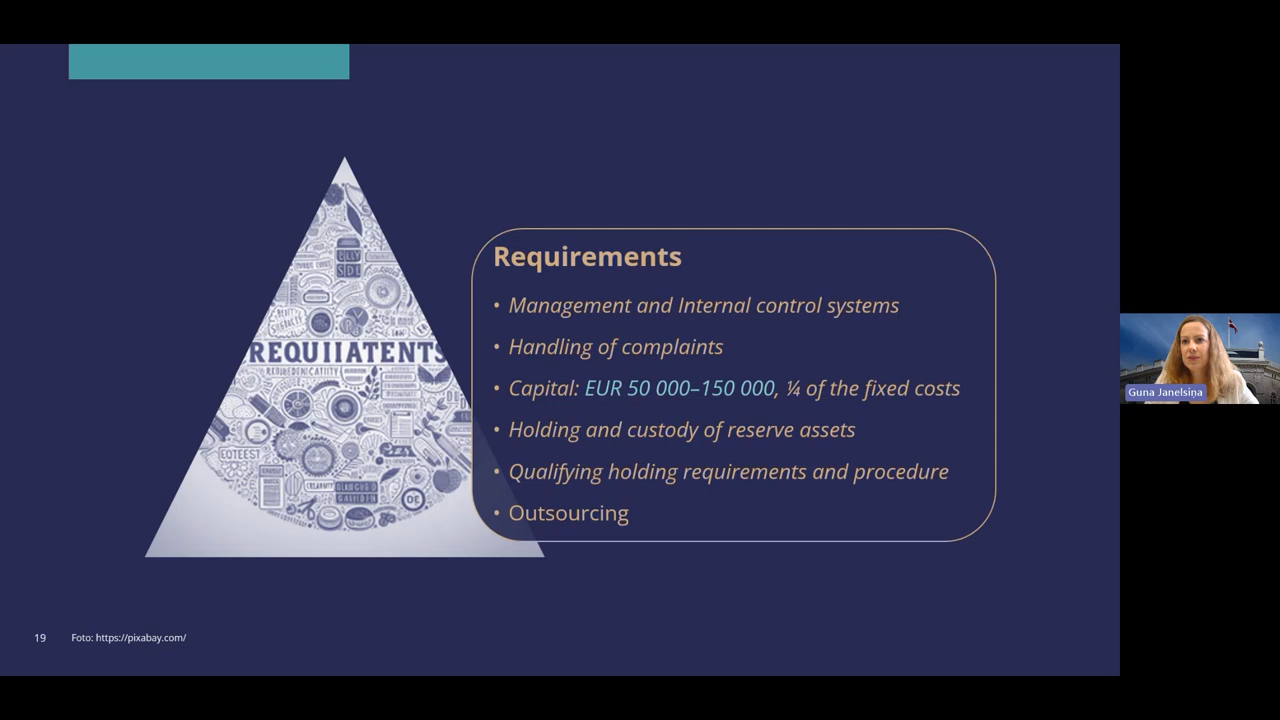 REQUIIATENTS
Requirements
• Management and Internal control systems
• Handling of complaints
• Capital: EUR 50 000–150 000, ¼ of the fixed costs
• Holding and custody of reserve assets
• Qualifying holding requirements and procedure
• Outsourcing
Guna Janelsiņa
19
Foto: https://pixabay.com/